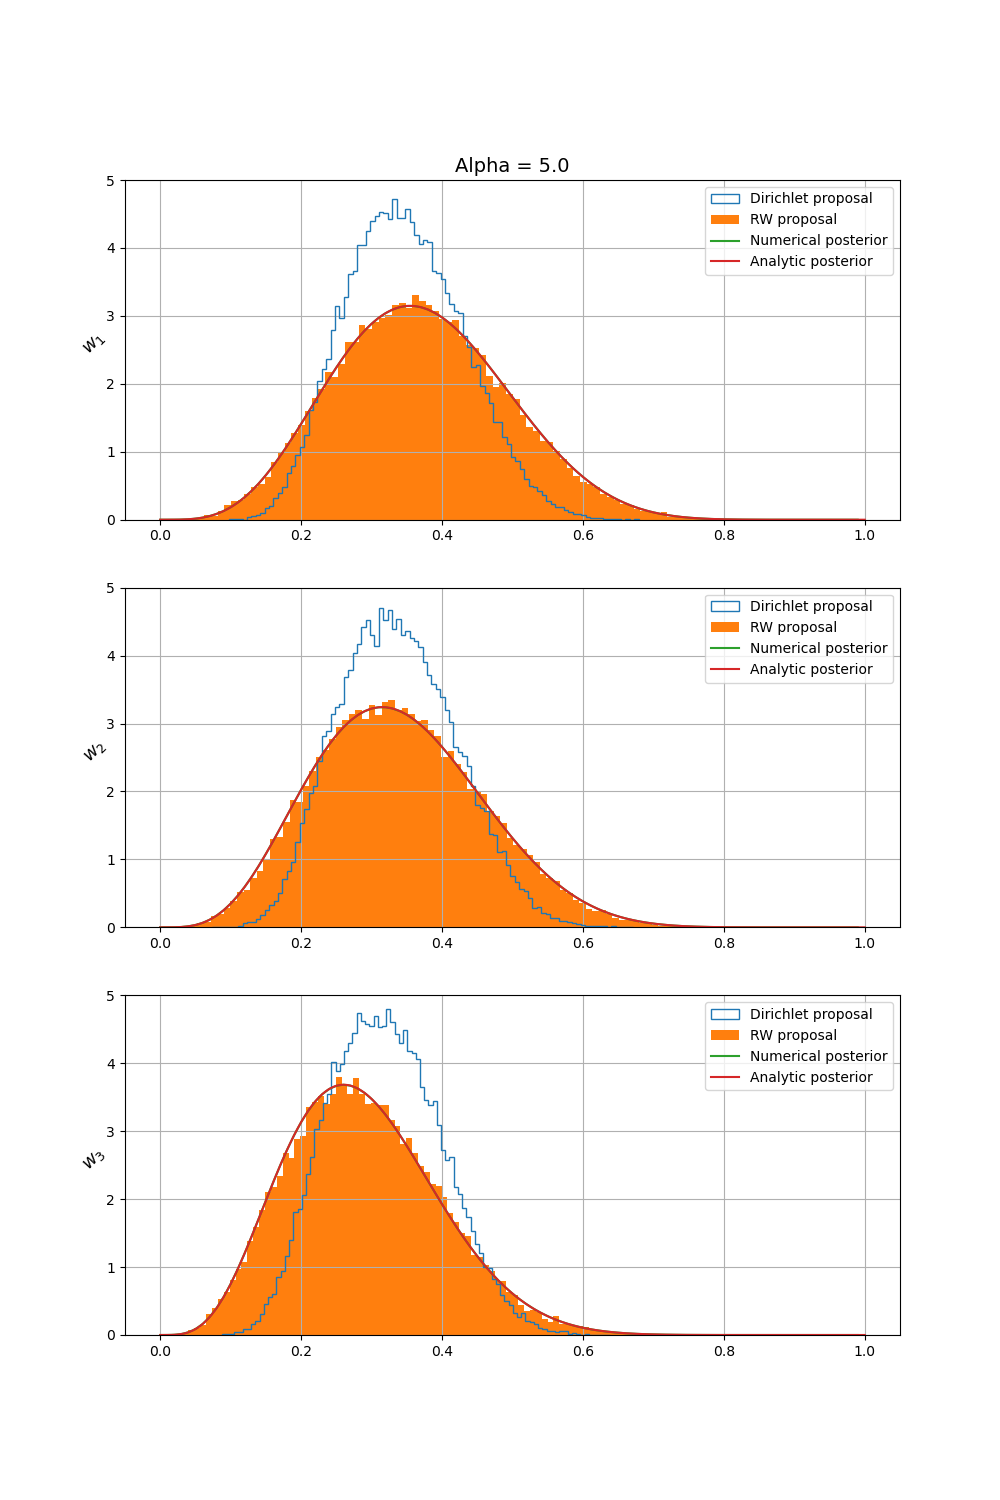 Alpha = 5.0
5
4
3
2
1
0
w1
Dirichlet proposal
RW proposal
Numerical posterior
Analytic posterior
0.0 0.2 0.4 0.6 0.8 1.0
5
4
3
2
1
0
w2
Dirichlet proposal
RW proposal
Numerical posterior
Analytic posterior
0.0 0.2 0.4 0.6 0.8 1.0
5
4
3
2
1
0
w3
Dirichlet proposal
RW proposal
Numerical posterior
Analytic posterior
0.0 0.2 0.4 0.6 0.8 1.0